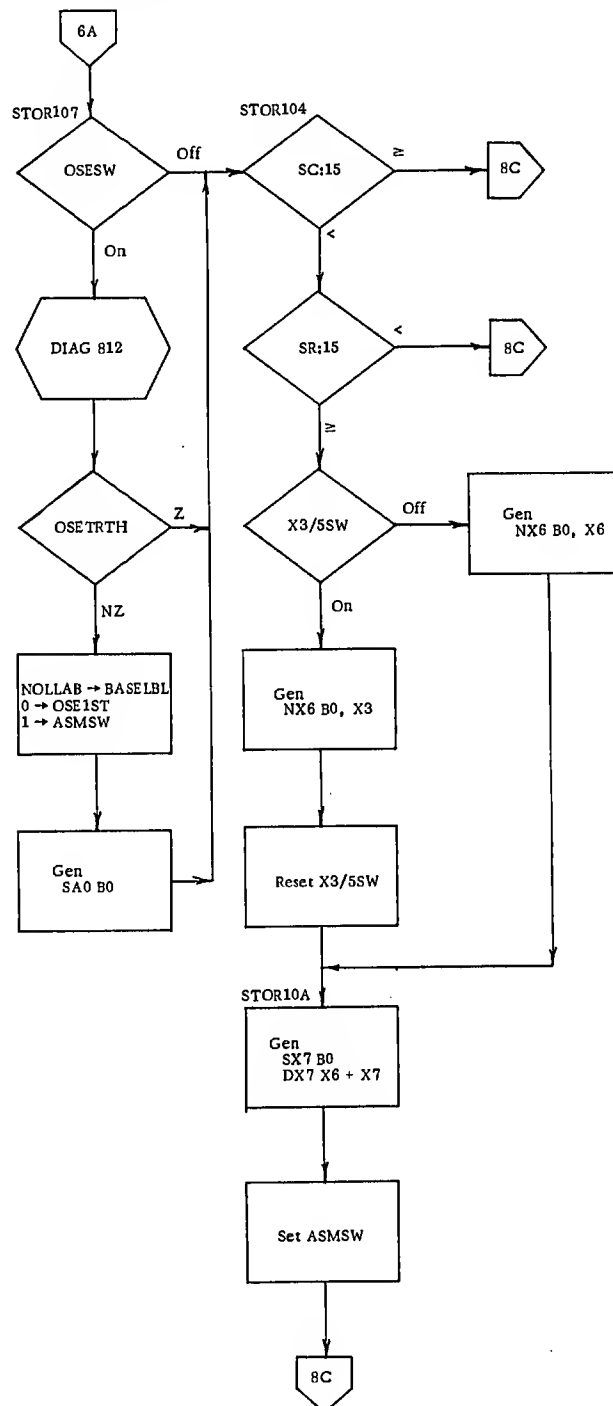 6A
STOR107
OSESW
Off
On
DIAG 812
OSETRTH
Z
NZ
NOLLAB → BASELBL
0 → OSE1ST
1 → ASMSW
Gen
SA0 B0
STOR104
SC:15
≥
8C
<
SR:15
<
8C
≥
X3/5SW
Off
On
Gen
NX6 B0, X6
Gen
NX6 B0, X3
Reset X3/5SW
STOR10A
Gen
SX7 B0
DX7 X6 + X7
Set ASMSW
8C